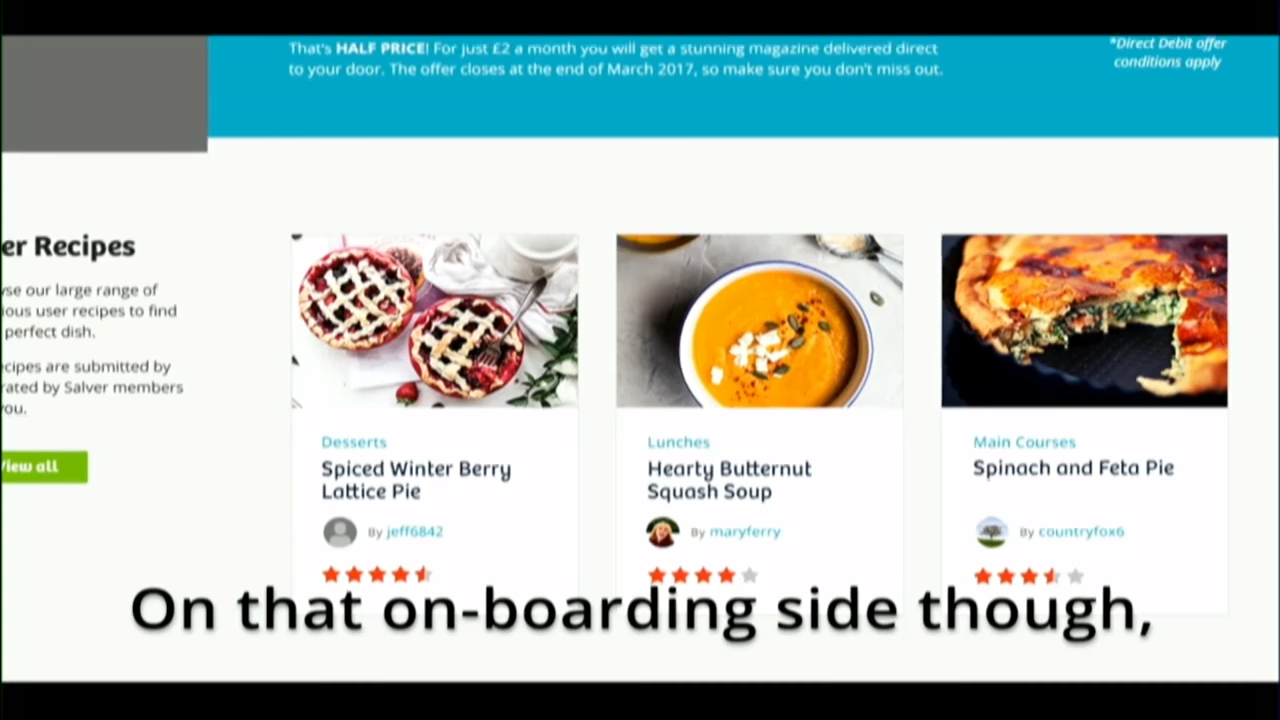 That's HALF PRICE! For just £2 a month you will get a stunning magazine delivered direct
to your door. The offer closes at the end of March 2017, so make sure you don't miss out.
*Direct Debit offer
conditions apply
er Recipes
se our large range of
ious user recipes to find
perfect dish.
cipes are submitted by
rated by Salver members
ou.
View all
Desserts
Spiced Winter Berry
Lattice Pie
By jeff6842
Lunches
Hearty Butternut
Squash Soup
By maryferry
Main Courses
Spinach and Feta Pie
By countryfox6
On that on-boarding side though,